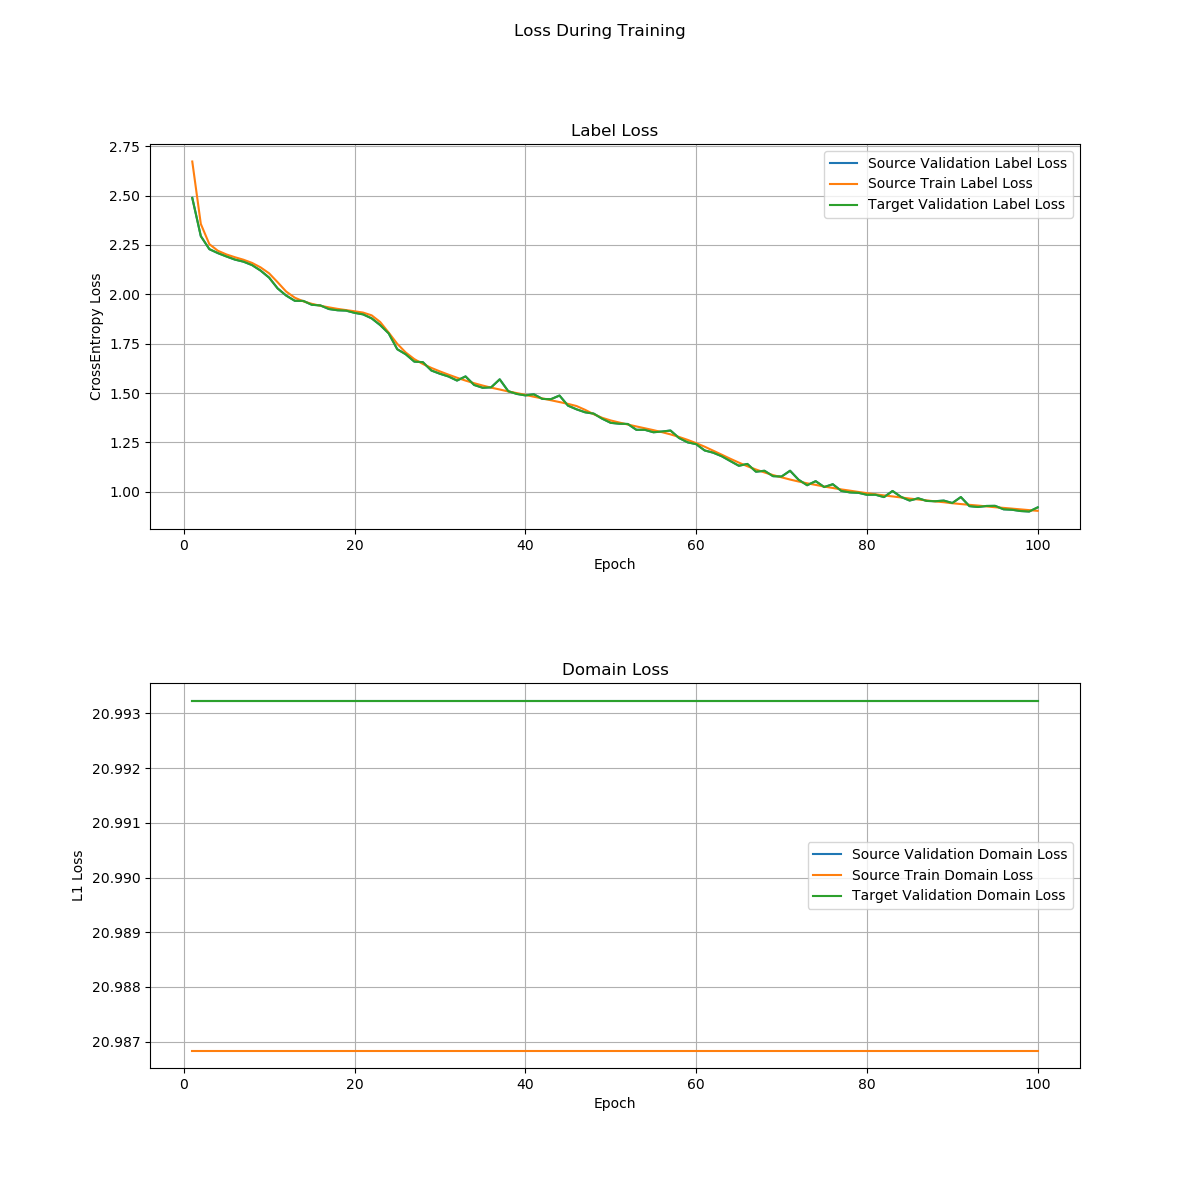 Loss During Training
Label Loss
2.75
2.50
2.25
2.00
1.75
1.50
1.25
1.00
CrossEntropy Loss
Source Validation Label Loss
Source Train Label Loss
Target Validation Label Loss
0 20 40 60 80 100
Epoch
Domain Loss
20.993
20.992
20.991
20.990
20.989
20.988
20.987
L1 Loss
Source Validation Domain Loss
Source Train Domain Loss
Target Validation Domain Loss
0 20 40 60 80 100
Epoch